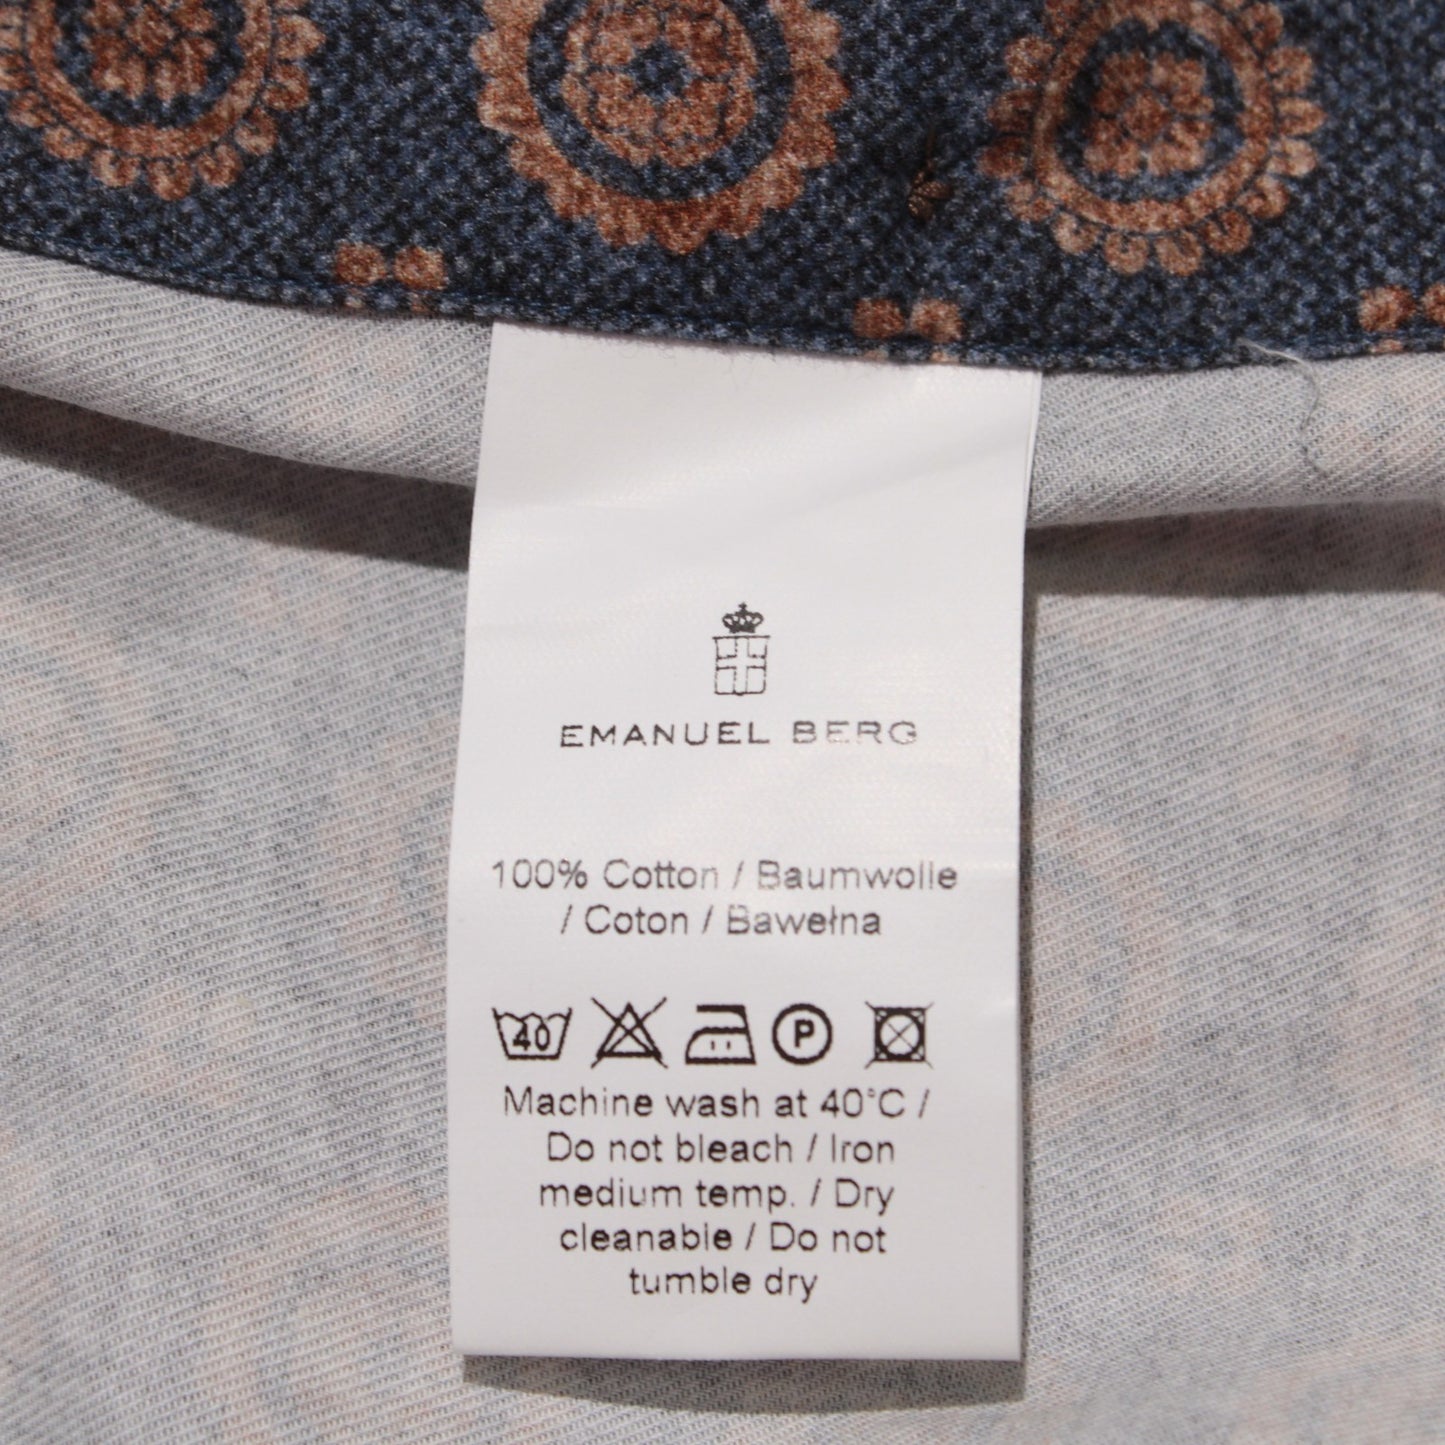 EMANUEL BERG
100% Cotton / Baumwolle
/ Coton / Bawełna
40 P
Machine wash at 40°C /
Do not bleach / Iron
medium temp. / Dry
cleanable / Do not
tumble dry